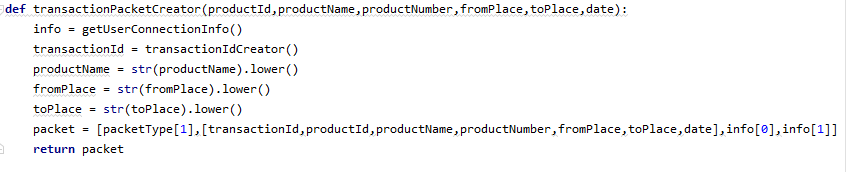 def transactionPacketCreator(productId,productName,productNumber,fromPlace,toPlace,date):
    info = getUserConnectionInfo()
    transactionId = transactionIdCreator()
    productName = str(productName).lower()
    fromPlace = str(fromPlace).lower()
    toPlace = str(toPlace).lower()
    packet = [packetType[1],[transactionId,productId,productName,productNumber,fromPlace,toPlace,date],info[0],info[1]]
    return packet